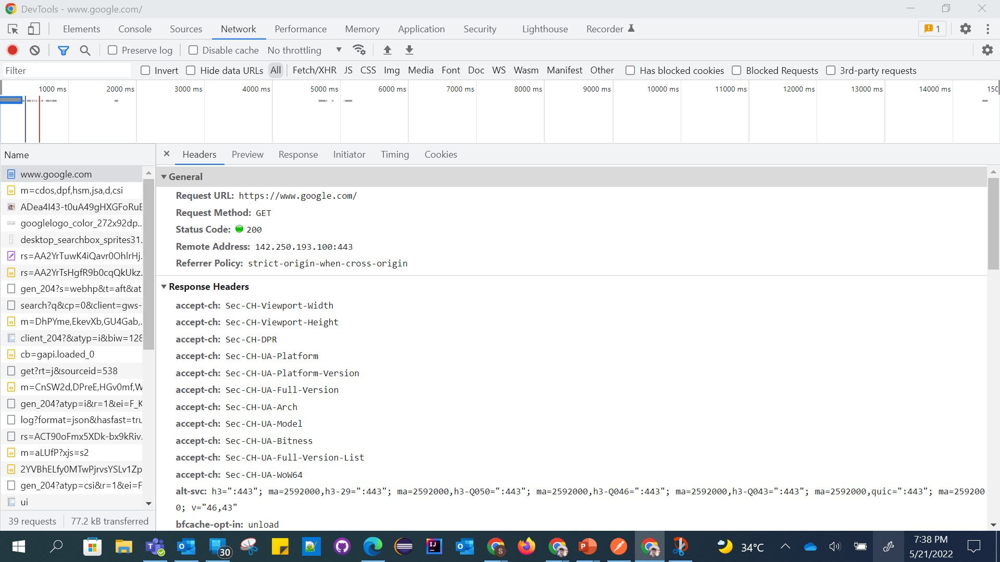 DevTools - www.google.com/
Elements Console Sources Network Performance Memory Application Security Lighthouse Recorder 1
Preserve log Disable cache No throttling
Filter Invert Hide data URLs All Fetch/XHR JS CSS Img Media Font Doc WS Wasm Manifest Other Has blocked cookies Blocked Requests 3rd-party requests
1000 ms 2000 ms 3000 ms 4000 ms 5000 ms 6000 ms 7000 ms 8000 ms 9000 ms 10000 ms 11000 ms 12000 ms 13000 ms 14000 ms 150
Name
www.google.com
m=cdos,dpf,hsm,jsa,d,csi
ADea4I43-t0uA49gHXGFoRuE
googlelogo_color_272x92dp...
desktop_searchbox_sprites31.
rs=AA2YrTuwK4iQavr0OhlrHj.
rs=AA2YrTsHgfR9b0cqQkUkz.
gen_204?s=webhp&t=aft&at
search?q&cp=0&client=gws-
m=DhPYme,EkevXb,GU4Gab,.
client_204?&atyp=i&biw=128
cb=gapi.loaded_0
get?rt=j&sourceid=538
m=CnSW2d,DPreE,HGv0mf,W
gen_204?atyp=i&r=1&ei=F_K
log?format=json&hasfast=tru
rs=ACT90oFmx5XDk-bx9kRiv.
m=aLUfP?xjs=s2
2YVBhELfy0MTwPjrvsYSLv1Zp
gen_204?atyp=csi&r=1&ei=F
ui
39 requests 77.2 kB transferred
Headers Preview Response Initiator Timing Cookies
General
Request URL: https://www.google.com/
Request Method: GET
Status Code: 200
Remote Address: 142.250.193.100:443
Referrer Policy: strict-origin-when-cross-origin
Response Headers
accept-ch: Sec-CH-Viewport-Width
accept-ch: Sec-CH-Viewport-Height
accept-ch: Sec-CH-DPR
accept-ch: Sec-CH-UA-Platform
accept-ch: Sec-CH-UA-Platform-Version
accept-ch: Sec-CH-UA-Full-Version
accept-ch: Sec-CH-UA-Arch
accept-ch: Sec-CH-UA-Model
accept-ch: Sec-CH-UA-Bitness
accept-ch: Sec-CH-UA-Full-Version-List
accept-ch: Sec-CH-UA-WoW64
alt-svc: h3=":443"; ma=2592000,h3-29=":443"; ma=2592000,h3-Q050=":443"; ma=2592000,h3-Q046=":443"; ma=2592000,h3-Q043=":443"; ma=2592000,quic=":443"; ma=259200
0; v="46,43"
bfcache-opt-in: unload
30 IJ S P 34°C 7:38 PM
5/21/2022